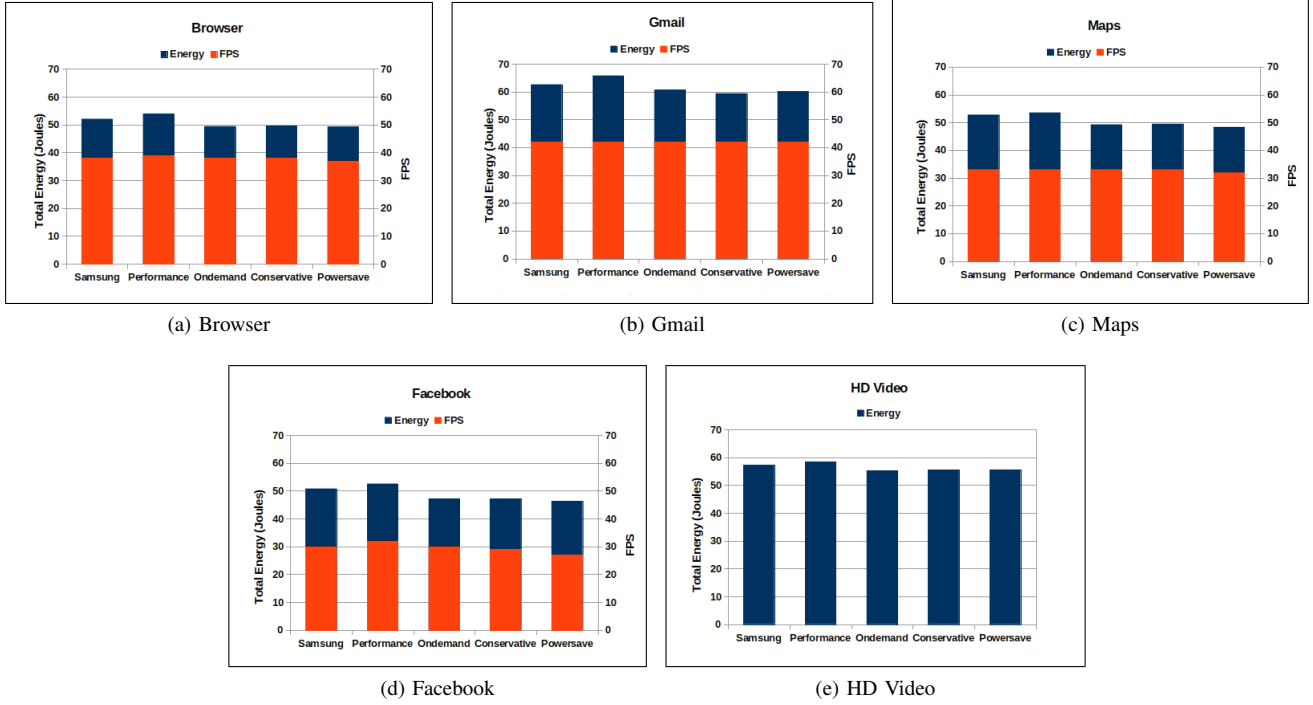 Browser
Energy FPS
Total Energy (Joules)
70
60
50
40
30
20
10
0
70
60
50
40
30
20
10
0
FPS
Samsung Performance Ondemand Conservative Powersave
(a) Browser
Gmail
Energy FPS
Total Energy (Joules)
70
60
50
40
30
20
10
0
70
60
50
40
30
20
10
0
FPS
Samsung Performance Ondemand Conservative Powersave
(b) Gmail
Maps
Energy FPS
Total Energy (Joules)
70
60
50
40
30
20
10
0
70
60
50
40
30
20
10
0
FPS
Samsung Performance Ondemand Conservative Powersave
(c) Maps
Facebook
Energy FPS
Total Energy (Joules)
70
60
50
40
30
20
10
0
70
60
50
40
30
20
10
0
FPS
Samsung Performance Ondemand Conservative Powersave
(d) Facebook
HD Video
Energy
Total Energy (Joules)
70
60
50
40
30
20
10
0
Samsung Performance Ondemand Conservative Powersave
(e) HD Video